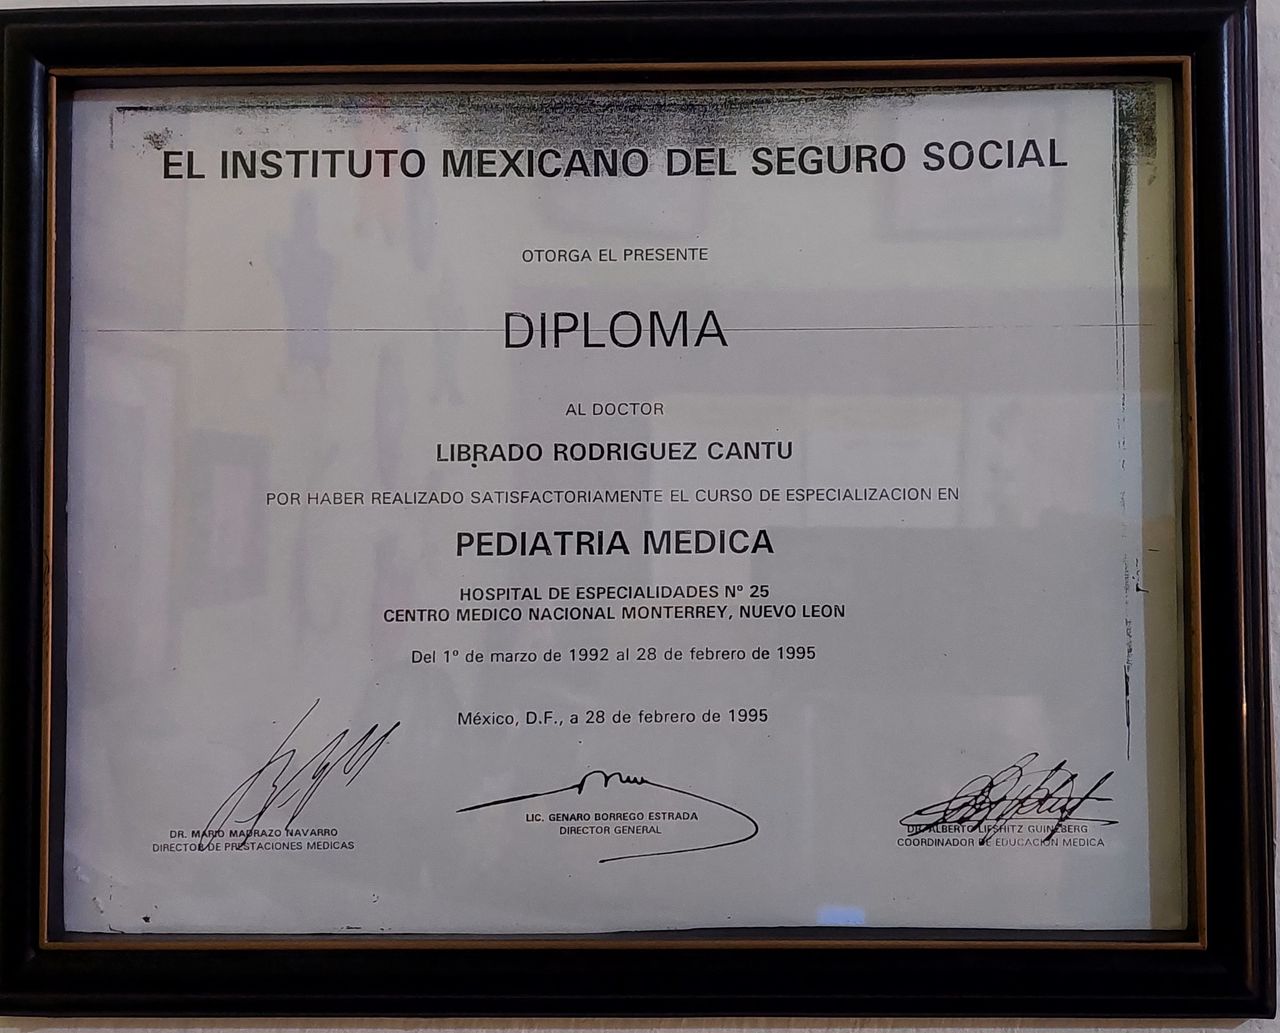 EL INSTITUTO MEXICANO DEL SEGURO SOCIAL
OTORGA EL PRESENTE
DIPLOMA
AL DOCTOR
LIBRADO RODRIGUEZ CANTU
POR HABER REALIZADO SATISFACTORIAMENTE EL CURSO DE ESPECIALIZACION EN
PEDIATRIA MEDICA
HOSPITAL DE ESPECIALIDADES Nº 25
CENTRO MEDICO NACIONAL MONTERREY, NUEVO LEON
Del 1º de marzo de 1992 al 28 de febrero de 1995
México, D.F., a 28 de febrero de 1995
DR. MARIO MADRAZO NAVARRO
DIRECTOR DE PRESTACIONES MEDICAS
LIC. GENARO BORREGO ESTRADA
DIRECTOR GENERAL
DR. ALBERTO LIFSHITZ GUINZBERG
COORDINADOR DE EDUCACION MEDICA